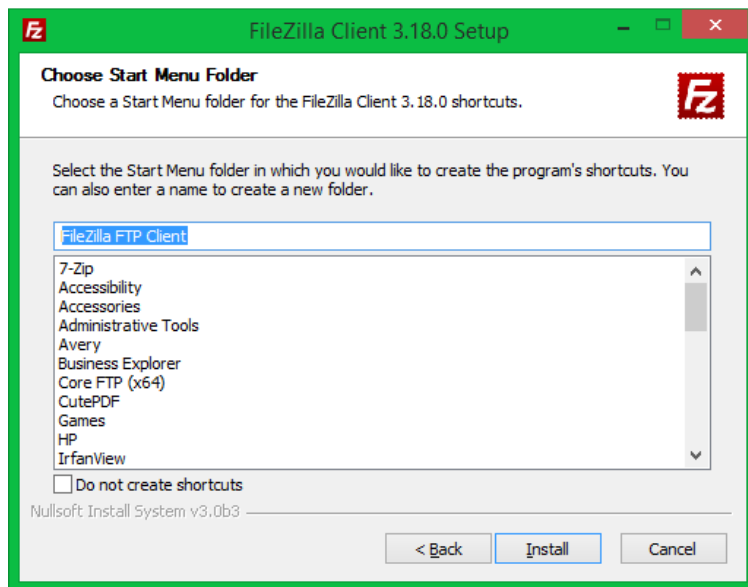 FileZilla Client 3.18.0 Setup
Choose Start Menu Folder
Choose a Start Menu folder for the FileZilla Client 3.18.0 shortcuts.
Select the Start Menu folder in which you would like to create the program's shortcuts. You
can also enter a name to create a new folder.
FileZilla FTP Client
7-Zip
Accessibility
Accessories
Administrative Tools
Avery
Business Explorer
Core FTP (x64)
CutePDF
Games
HP
IrfanView
Do not create shortcuts
Nullsoft Install System v3.0b3
< Back Install Cancel